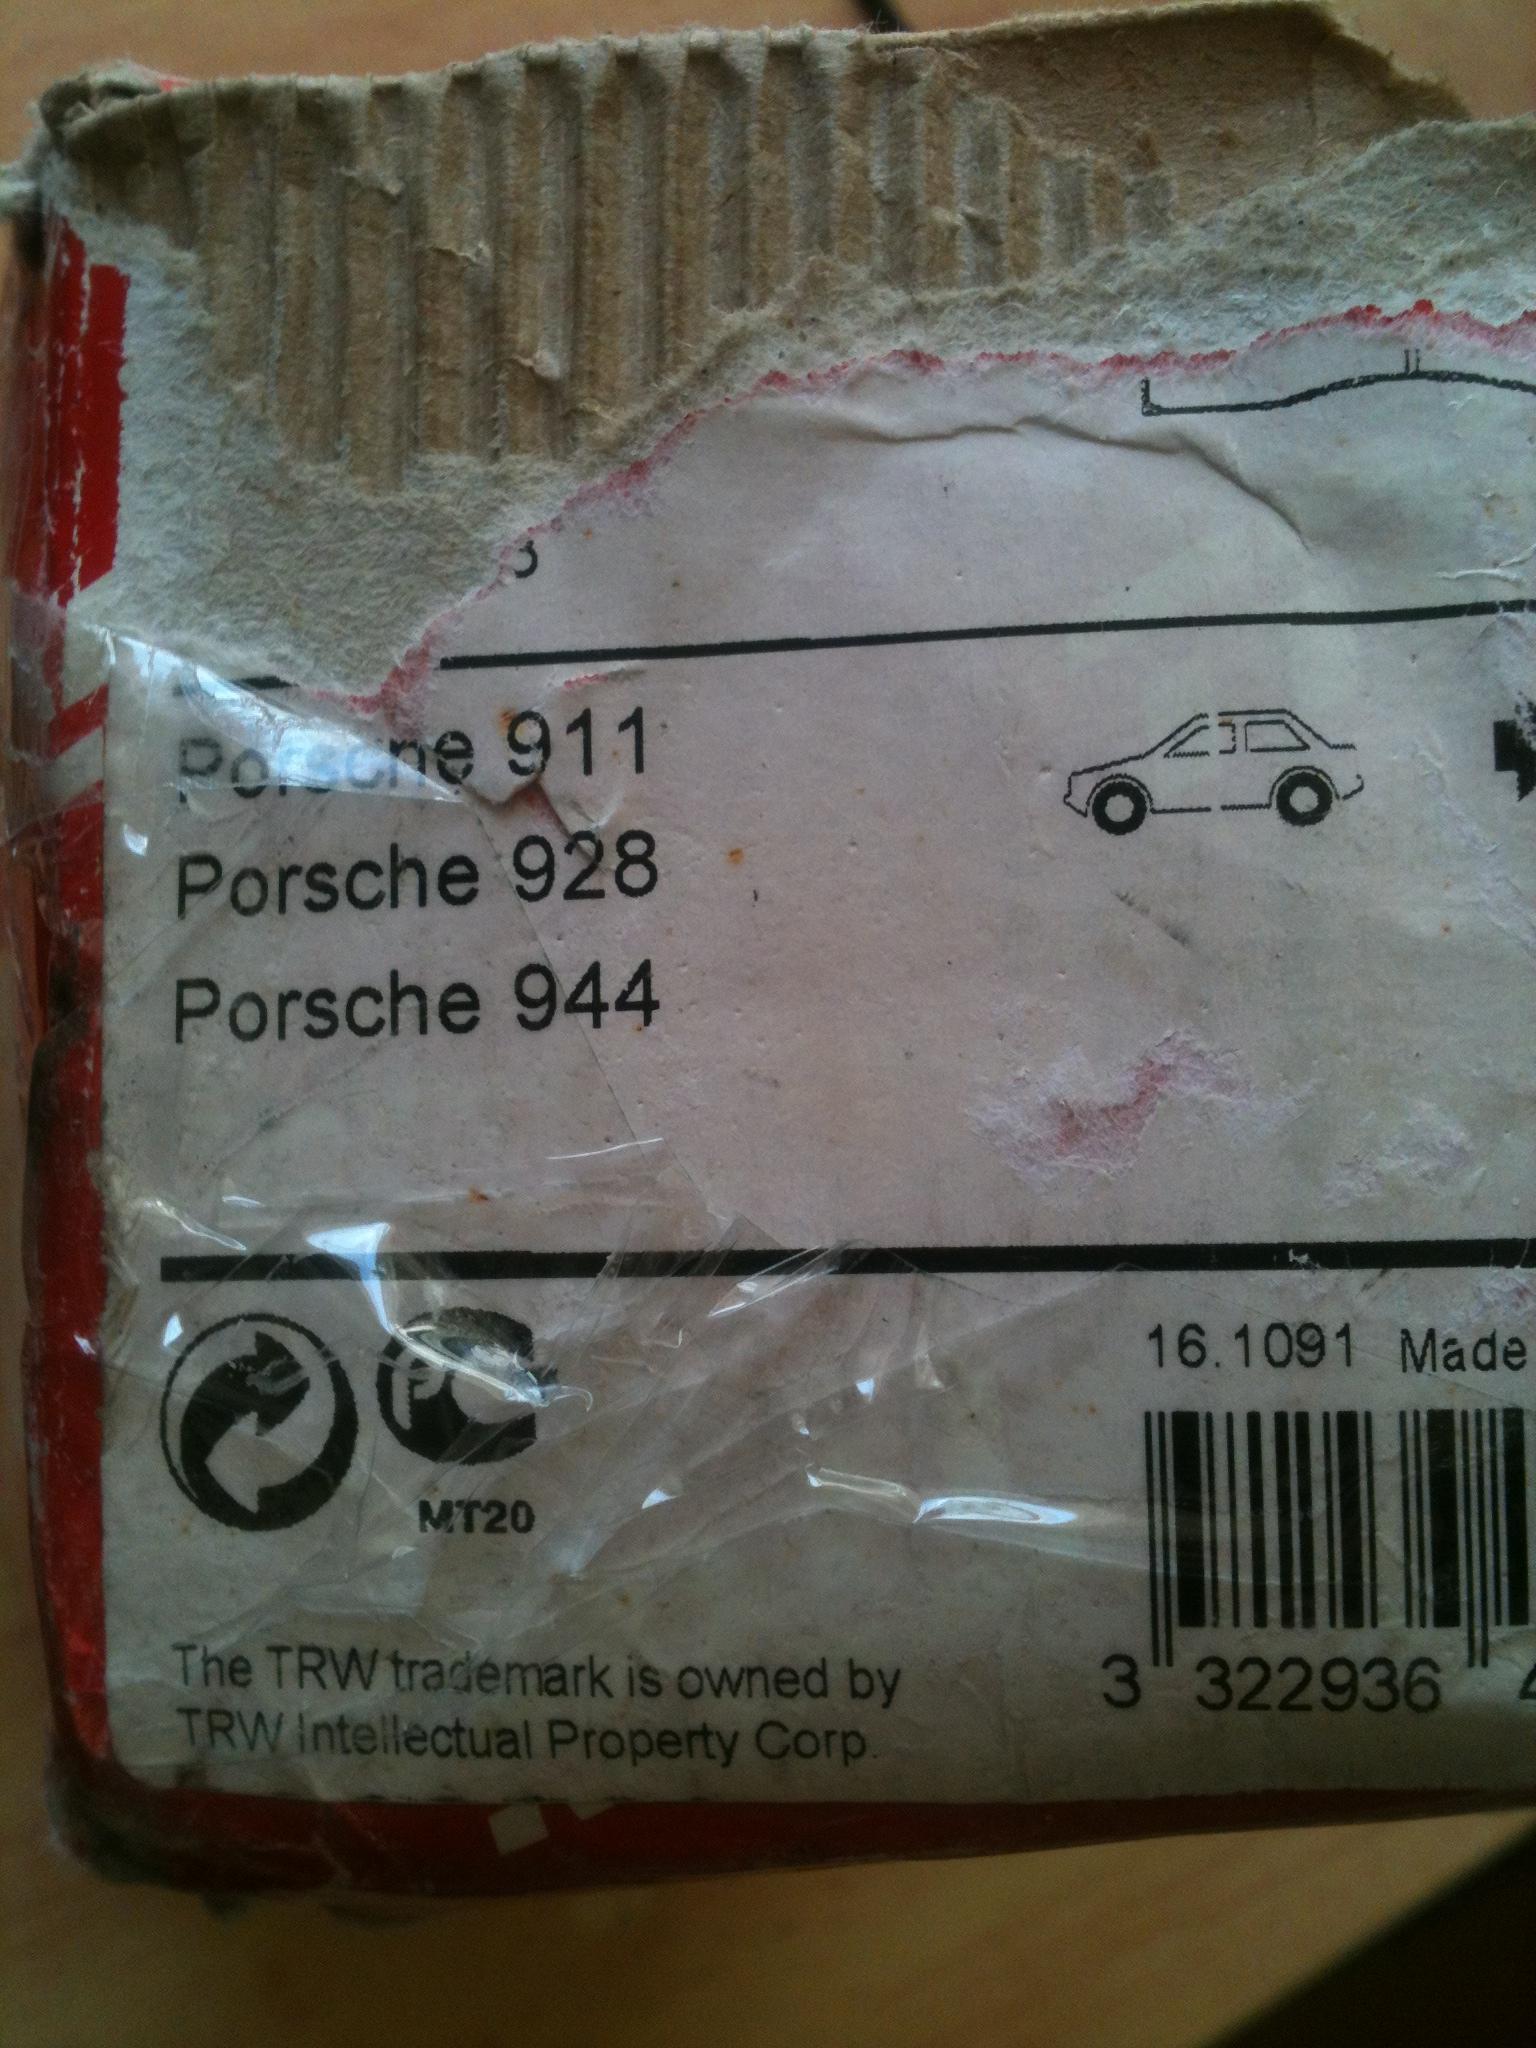 Porsche 911
Porsche 928
Porsche 944
16.1091 Made
MT20
The TRW trademark is owned by
TRW Intellectual Property Corp.
3 322936 4